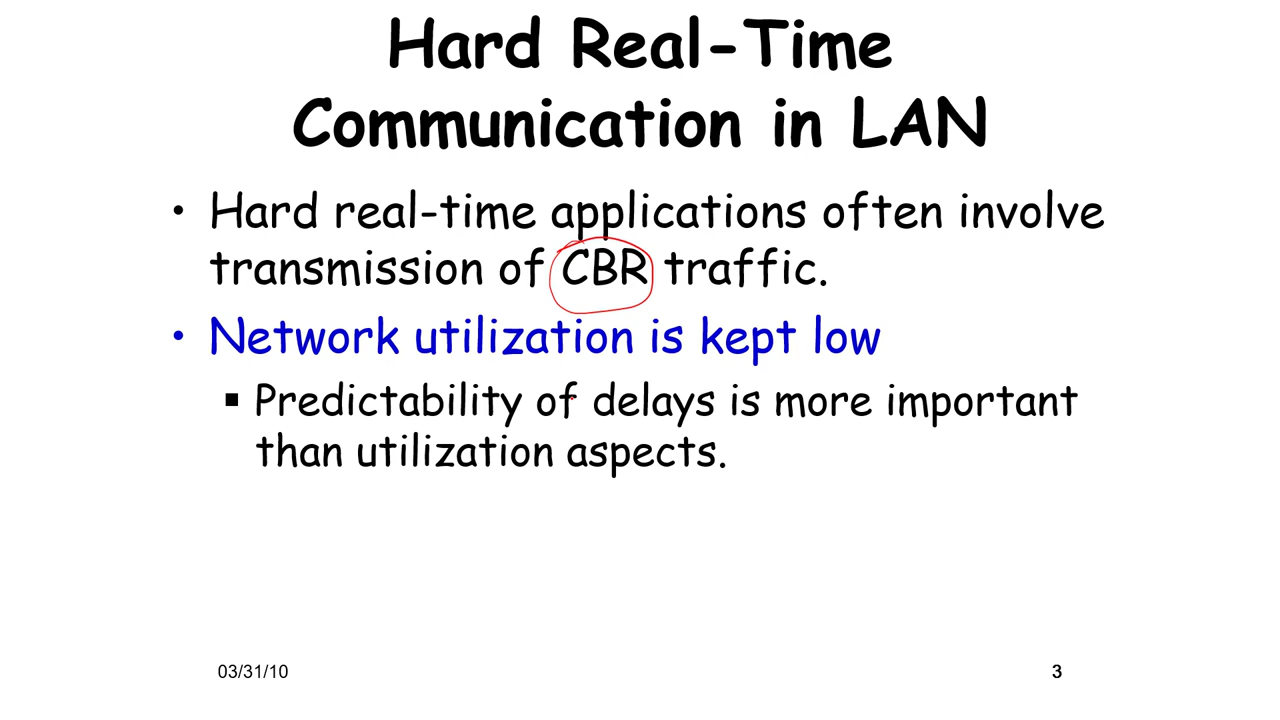 Hard Real-Time
Communication in LAN
• Hard real-time applications often involve
transmission of CBR traffic.
• Network utilization is kept low
▪ Predictability of delays is more important
than utilization aspects.
03/31/10
3